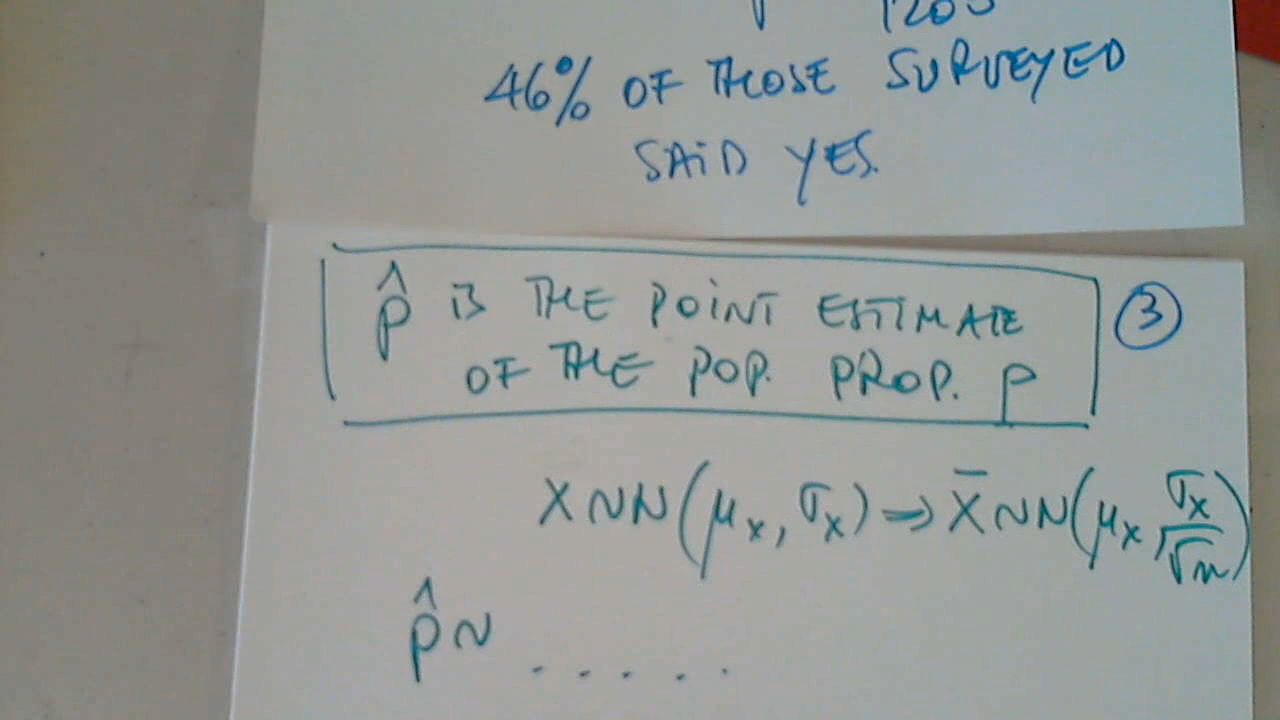 46% OF THOSE SURVEYED
SAID YES.
p̂ IS THE POINT ESTIMATE
OF THE POP. PROP. p
3
X ~ N(μx, σx) ⇒ X̄ ~ N(μx, σx/√n)
p̂ ~ . . . . .